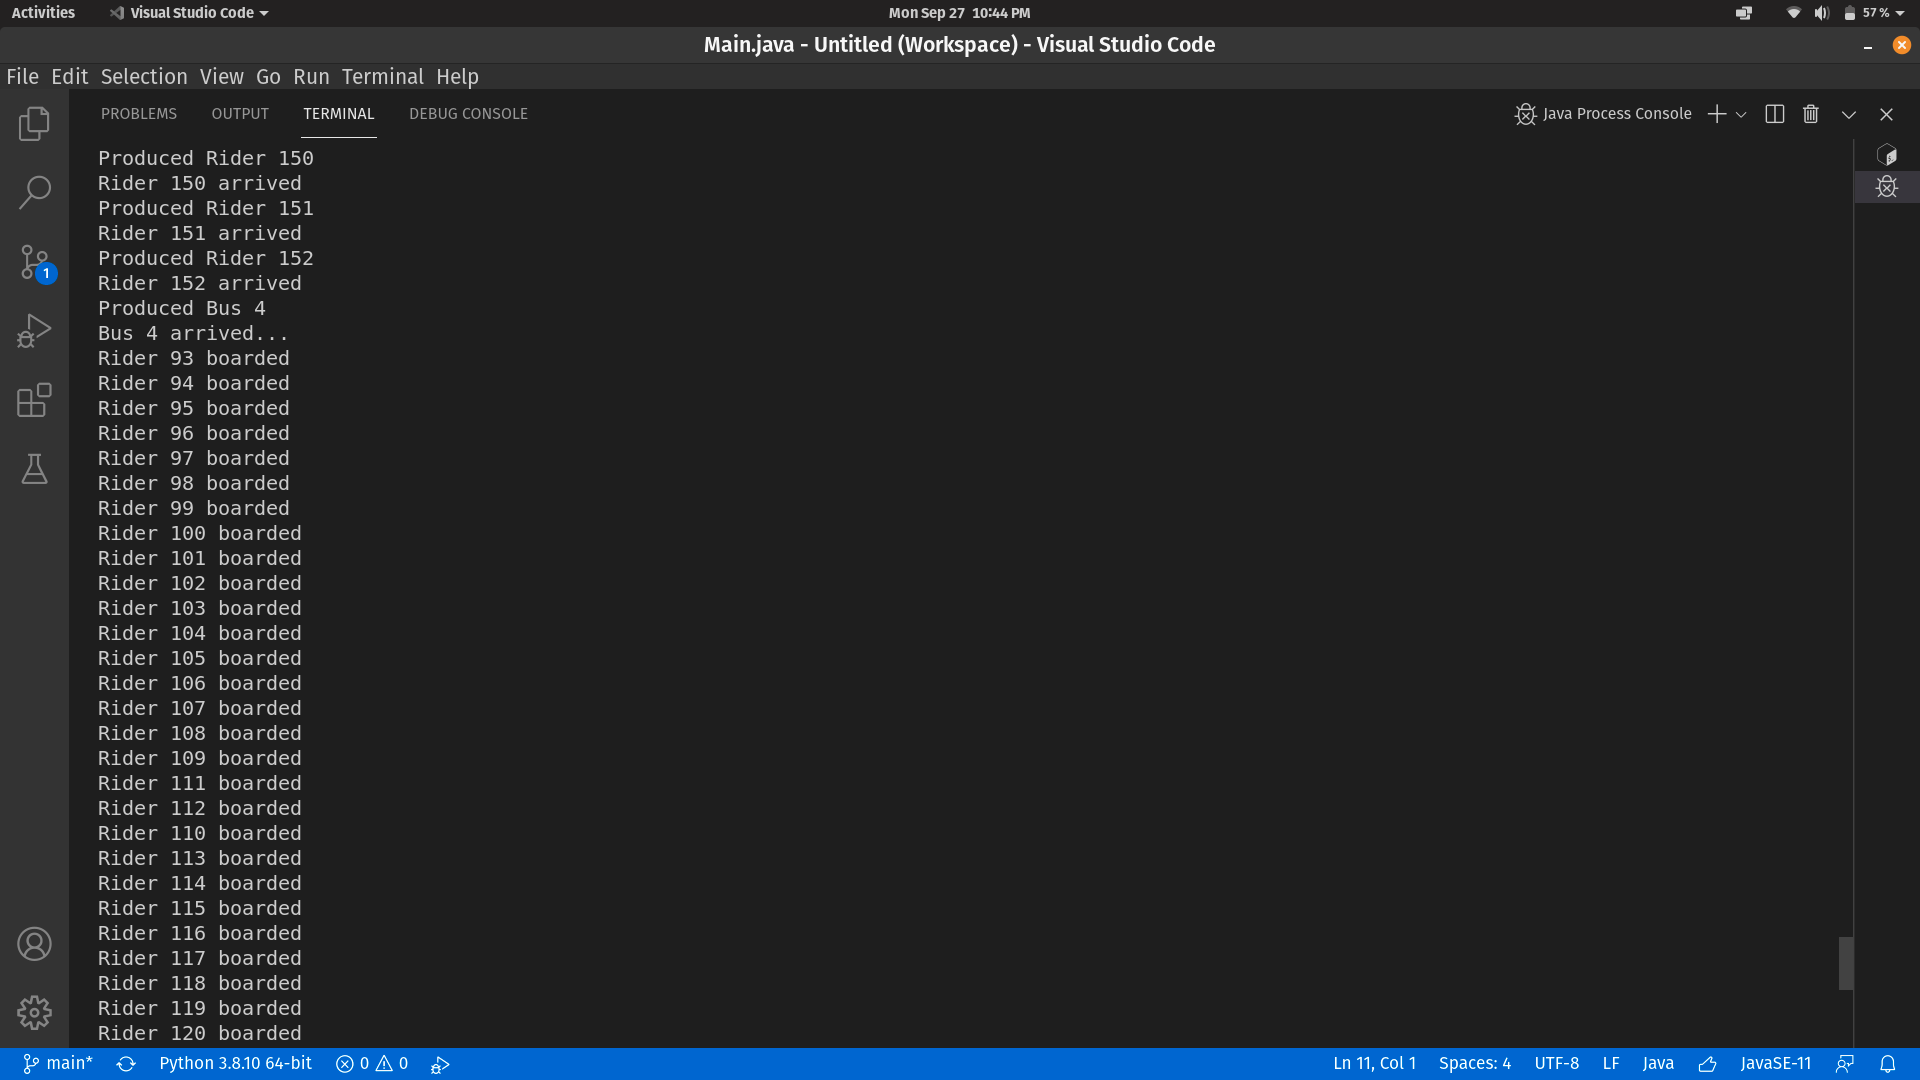 Activities Visual Studio Code Mon Sep 27 10:44 PM 57 %
Main.java - Untitled (Workspace) - Visual Studio Code
File Edit Selection View Go Run Terminal Help
PROBLEMS OUTPUT TERMINAL DEBUG CONSOLE Java Process Console
Produced Rider 150
Rider 150 arrived
Produced Rider 151
Rider 151 arrived
Produced Rider 152
Rider 152 arrived
Produced Bus 4
Bus 4 arrived...
Rider 93 boarded
Rider 94 boarded
Rider 95 boarded
Rider 96 boarded
Rider 97 boarded
Rider 98 boarded
Rider 99 boarded
Rider 100 boarded
Rider 101 boarded
Rider 102 boarded
Rider 103 boarded
Rider 104 boarded
Rider 105 boarded
Rider 106 boarded
Rider 107 boarded
Rider 108 boarded
Rider 109 boarded
Rider 111 boarded
Rider 112 boarded
Rider 110 boarded
Rider 113 boarded
Rider 114 boarded
Rider 115 boarded
Rider 116 boarded
Rider 117 boarded
Rider 118 boarded
Rider 119 boarded
Rider 120 boarded
1
main* Python 3.8.10 64-bit 0 0 Ln 11, Col 1 Spaces: 4 UTF-8 LF Java JavaSE-11